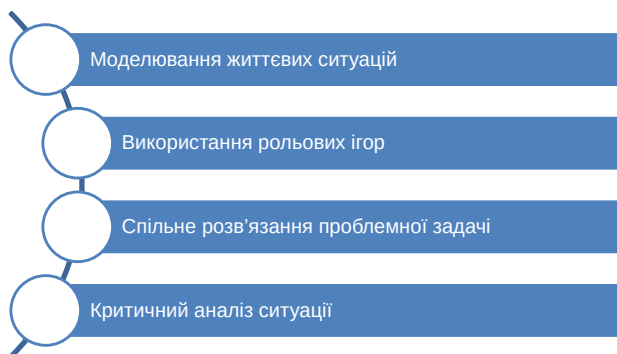 Моделювання життєвих ситуацій
Використання рольових ігор
Спільне розв’язання проблемної задачі
Критичний аналіз ситуації